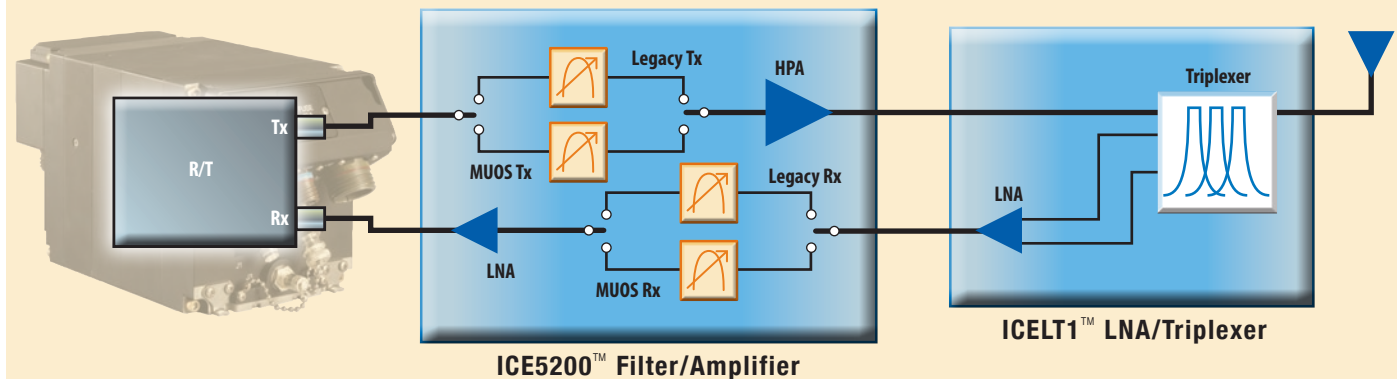 Legacy Tx
HPA
Triplexer
Tx
R/T
MUOS Tx
Legacy Rx
LNA
Rx
LNA
MUOS Rx
ICELT1™ LNA/Triplexer
ICE5200™ Filter/Amplifier